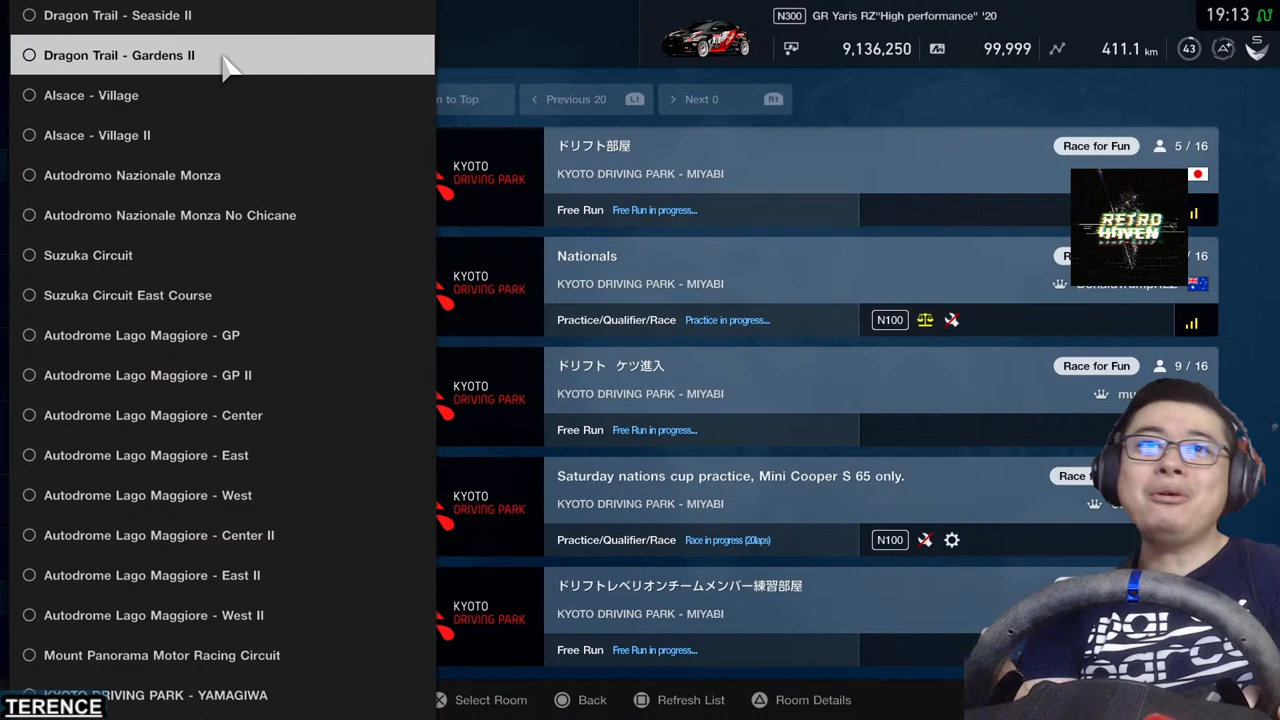 Dragon Trail - Seaside II
Dragon Trail - Gardens II
Alsace - Village
Alsace - Village II
Autodromo Nazionale Monza
Autodromo Nazionale Monza No Chicane
Suzuka Circuit
Suzuka Circuit East Course
Autodrome Lago Maggiore - GP
Autodrome Lago Maggiore - GP II
Autodrome Lago Maggiore - Center
Autodrome Lago Maggiore - East
Autodrome Lago Maggiore - West
Autodrome Lago Maggiore - Center II
Autodrome Lago Maggiore - East II
Autodrome Lago Maggiore - West II
Mount Panorama Motor Racing Circuit
KYOTO DRIVING PARK - YAMAGIWA
TERENCE
N300 GR Yaris RZ"High performance" '20
19:13
9,136,250 99,999 411.1 km 43 A+ S
n to Top
Previous 20 L1
Next 0 R1
KYOTO
DRIVING PARK
ドリフト部屋
Race for Fun 5 / 16
KYOTO DRIVING PARK - MIYABI
Free Run Free Run in progress...
RETRO
HAVEN
KYOTO
DRIVING PARK
Nationals
/ 16
KYOTO DRIVING PARK - MIYABI
Practice/Qualifier/Race Practice in progress...
N100
KYOTO
DRIVING PARK
ドリフト ケツ進入
Race for Fun 9 / 16
KYOTO DRIVING PARK - MIYABI
mu
Free Run Free Run in progress...
KYOTO
DRIVING PARK
Saturday nations cup practice, Mini Cooper S 65 only.
Race f
KYOTO DRIVING PARK - MIYABI
Practice/Qualifier/Race Race in progress (20laps)
N100
KYOTO
DRIVING PARK
ドリフトレベリオンチームメンバー練習部屋
KYOTO DRIVING PARK - MIYABI
Free Run Free Run in progress...
Select Room Back Refresh List Room Details
sparco